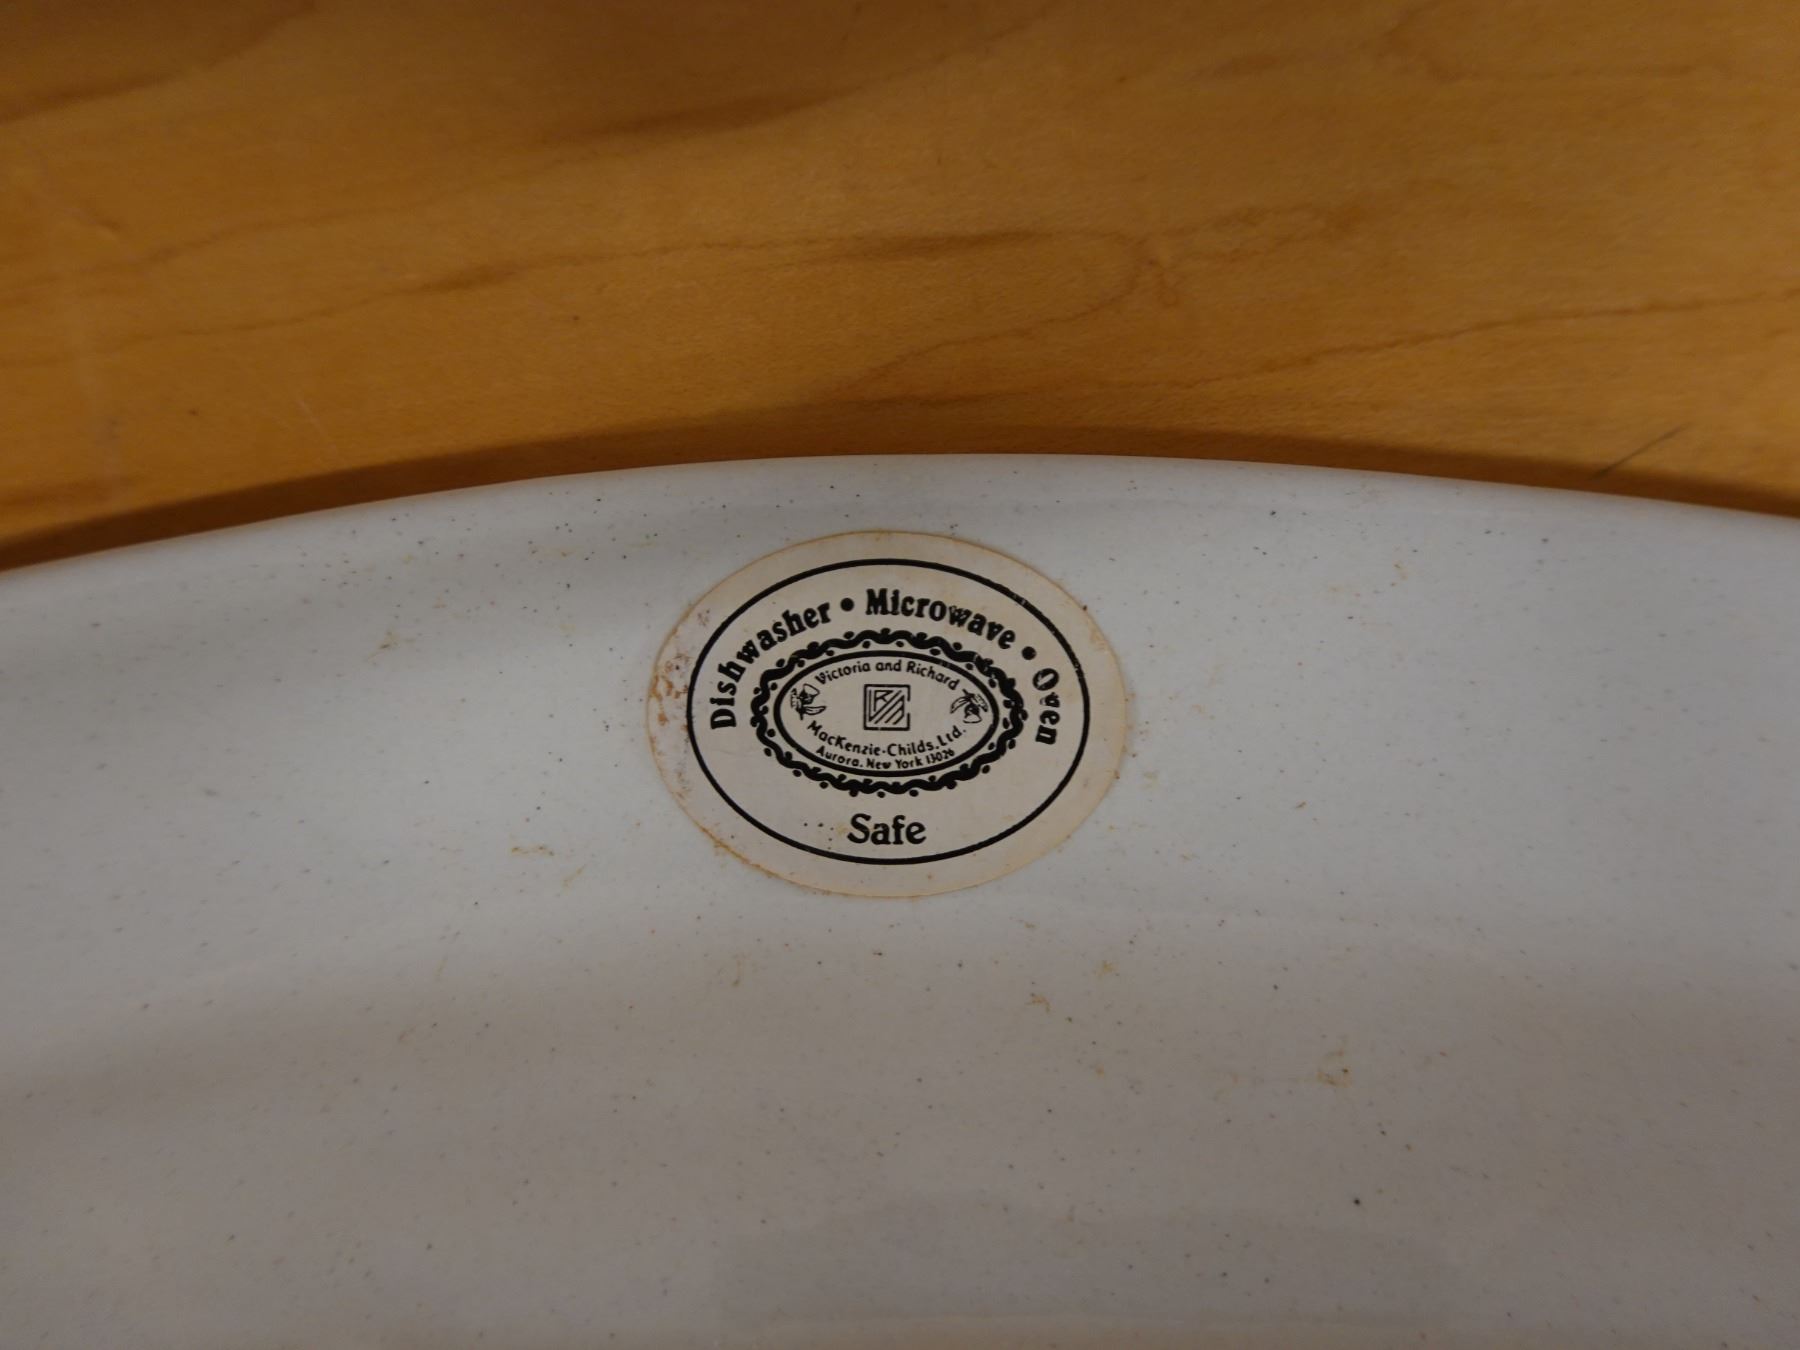 Dishwasher • Microwave • Oven
Victoria and Richard
MacKenzie-Childs, Ltd.
Aurora, New York 13026
Safe